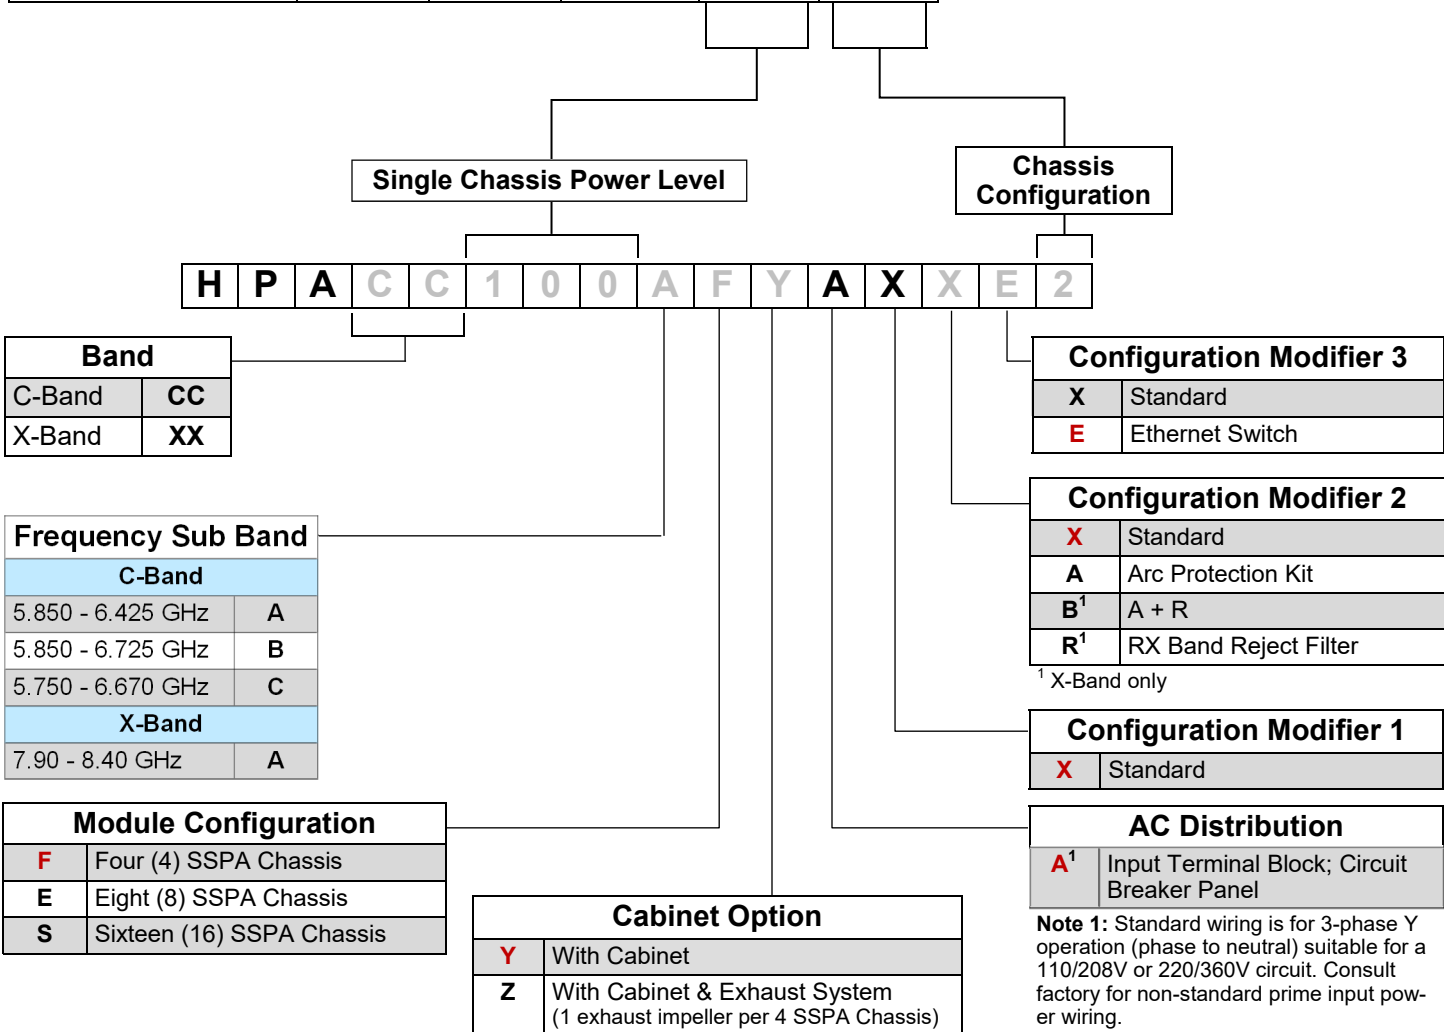 Single Chassis Power Level
Chassis
Configuration
H P A C C 1 0 0 A F Y A X X E 2
Band
C-Band CC
X-Band XX
Frequency Sub Band
C-Band
5.850 - 6.425 GHz A
5.850 - 6.725 GHz B
5.750 - 6.670 GHz C
X-Band
7.90 - 8.40 GHz A
Module Configuration
F Four (4) SSPA Chassis
E Eight (8) SSPA Chassis
S Sixteen (16) SSPA Chassis
Cabinet Option
Y With Cabinet
Z With Cabinet & Exhaust System
(1 exhaust impeller per 4 SSPA Chassis)
Configuration Modifier 3
X Standard
E Ethernet Switch
Configuration Modifier 2
X Standard
A Arc Protection Kit
B¹ A + R
R¹ RX Band Reject Filter
¹ X-Band only
Configuration Modifier 1
X Standard
AC Distribution
A¹ Input Terminal Block; Circuit
Breaker Panel
Note 1: Standard wiring is for 3-phase Y
operation (phase to neutral) suitable for a
110/208V or 220/360V circuit. Consult
factory for non-standard prime input pow-
er wiring.